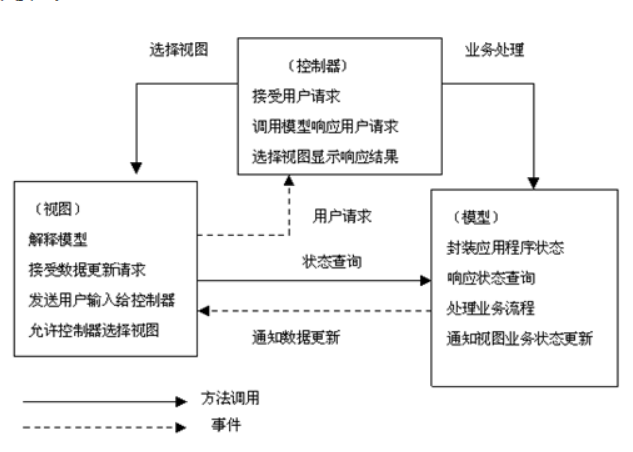 选择视图
业务处理
（控制器）
接受用户请求
调用模型响应用户请求
选择视图显示响应结果
（视图）
解释模型
接受数据更新请求
发送用户输入给控制器
允许控制器选择视图
用户请求
状态查询
通知数据更新
（模型）
封装应用程序状态
响应状态查询
处理业务流程
通知视图业务状态更新
方法调用
事件